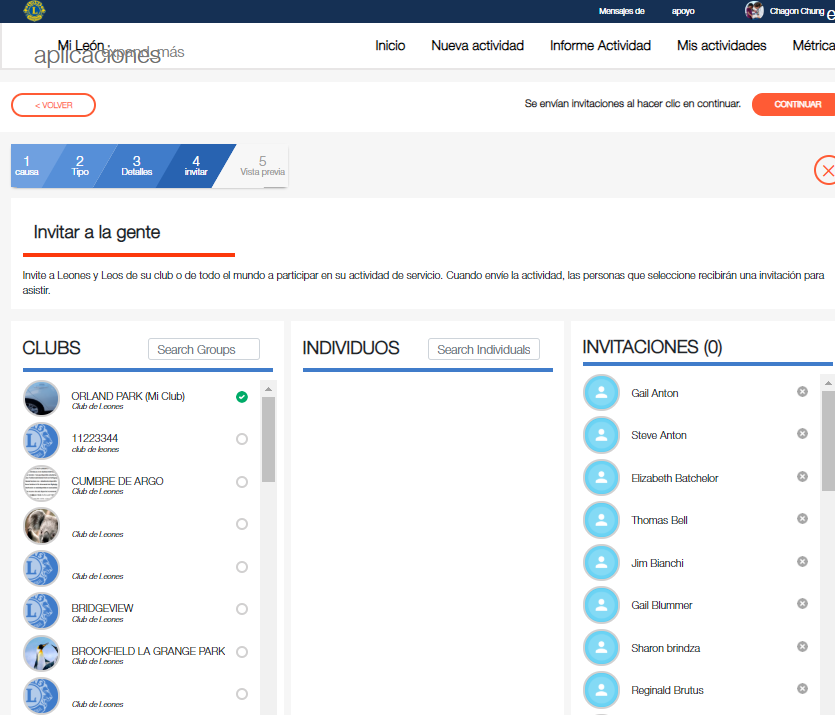 Mensajes de apoyo Chagon Chung
Mi León
aplicaciones
expand_más
Inicio Nueva actividad Informe Actividad Mis actividades Métrica
< VOLVER
Se envían invitaciones al hacer clic en continuar.
CONTINUAR
1 2 3 4 5
causa Tipo Detalles invitar Vista previa
Invitar a la gente
Invite a Leones y Leos de su club o de todo el mundo a participar en su actividad de servicio. Cuando envíe la actividad, las personas que seleccione recibirán una invitación para
asistir.
CLUBS
Search Groups
ORLAND PARK (Mi Club)
Club de Leones
11223344
club de leones
CUMBRE DE ARGO
Club de Leones
Club de Leones
Club de Leones
BRIDGEVIEW
Club de Leones
BROOKFIELD LA GRANGE PARK
Club de Leones
Club de Leones
INDIVIDUOS
Search Individuals
INVITACIONES (0)
Gail Anton
Steve Anton
Elizabeth Batchelor
Thomas Bell
Jim Bianchi
Gail Blummer
Sharon brindza
Reginald Brutus